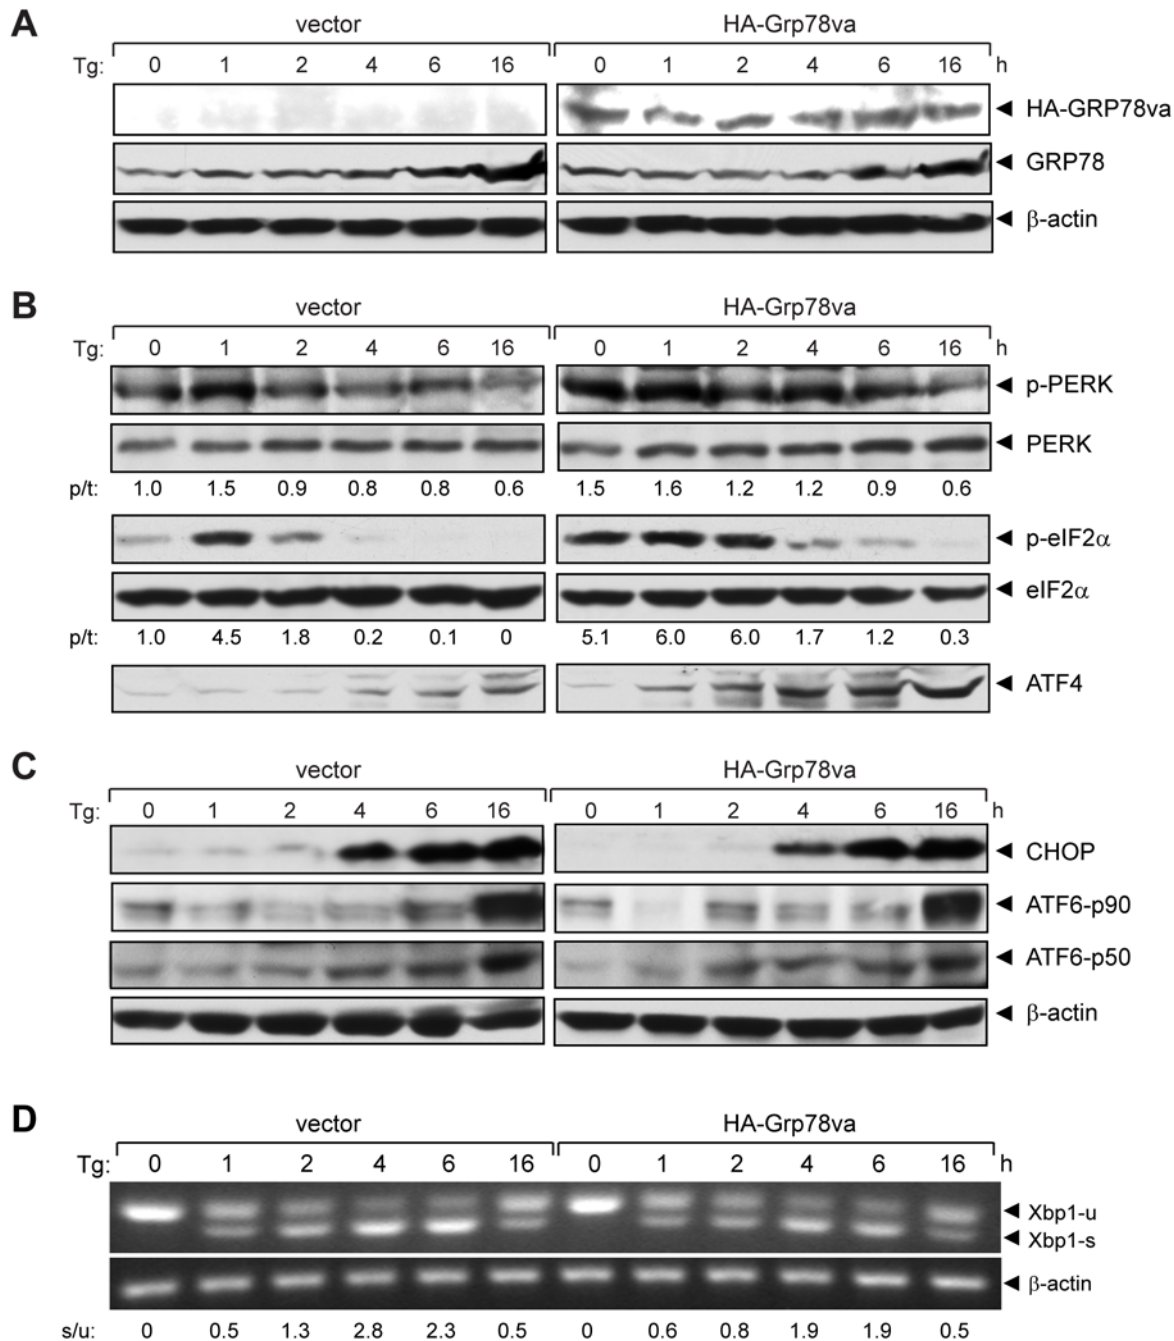 A
vector HA-Grp78va
Tg: 0 1 2 4 6 16 0 1 2 4 6 16 h
HA-GRP78va
GRP78
β-actin
B
vector HA-Grp78va
Tg: 0 1 2 4 6 16 0 1 2 4 6 16 h
p-PERK
PERK
p/t: 1.0 1.5 0.9 0.8 0.8 0.6 1.5 1.6 1.2 1.2 0.9 0.6
p-eIF2α
eIF2α
p/t: 1.0 4.5 1.8 0.2 0.1 0 5.1 6.0 6.0 1.7 1.2 0.3
ATF4
C
vector HA-Grp78va
Tg: 0 1 2 4 6 16 0 1 2 4 6 16 h
CHOP
ATF6-p90
ATF6-p50
β-actin
D
vector HA-Grp78va
Tg: 0 1 2 4 6 16 0 1 2 4 6 16 h
Xbp1-u
Xbp1-s
β-actin
s/u: 0 0.5 1.3 2.8 2.3 0.5 0 0.6 0.8 1.9 1.9 0.5